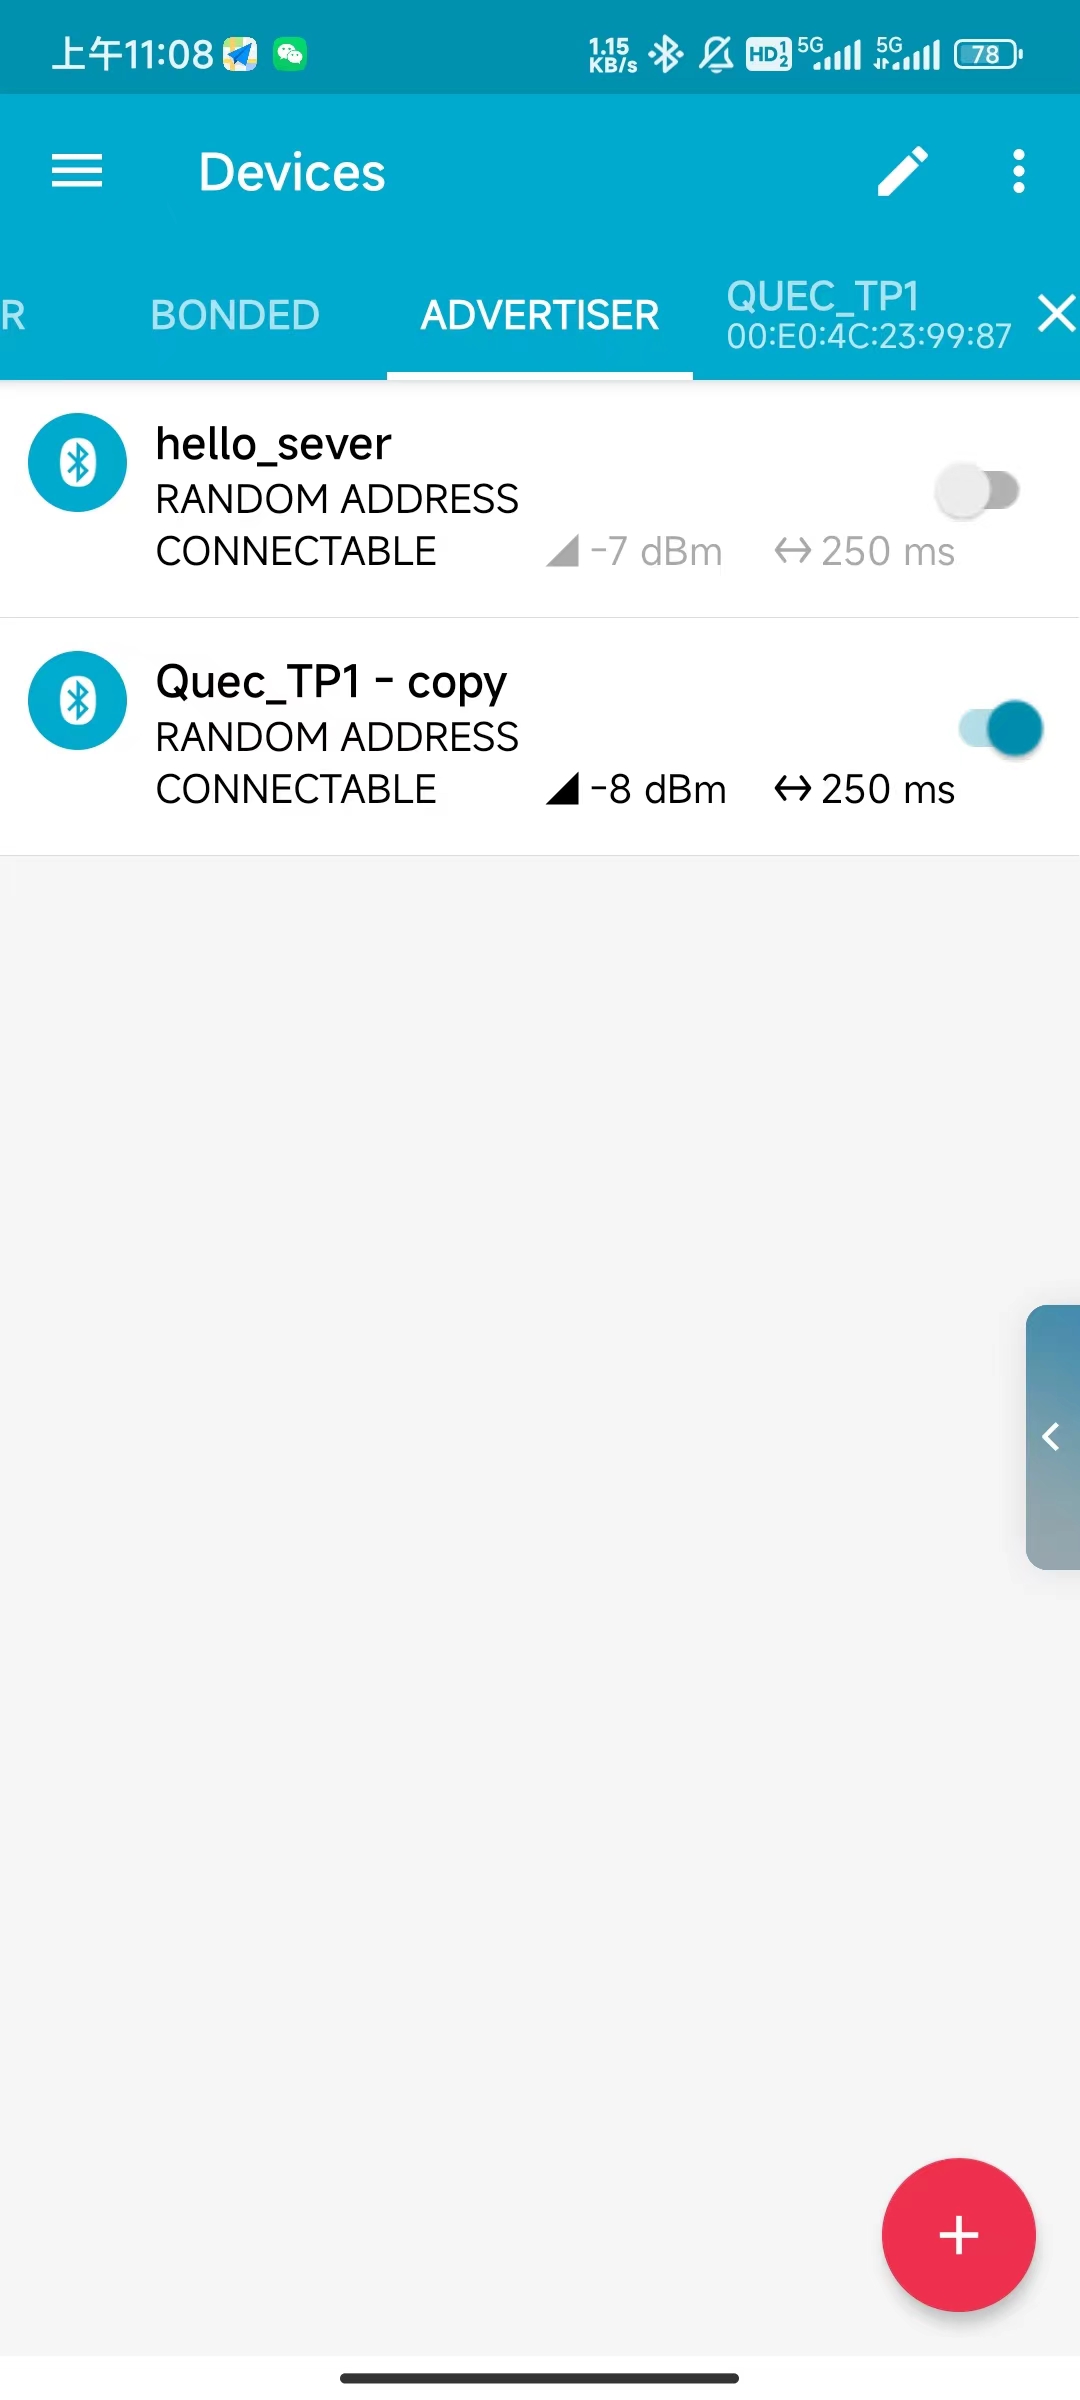 上午11:08
1.15
KB/s
HD 1 2
5G
5G
78
Devices
R
BONDED
ADVERTISER
QUEC_TP1
00:E0:4C:23:99:87
hello_sever
RANDOM ADDRESS
CONNECTABLE
-7 dBm
250 ms
Quec_TP1 - copy
RANDOM ADDRESS
CONNECTABLE
-8 dBm
250 ms